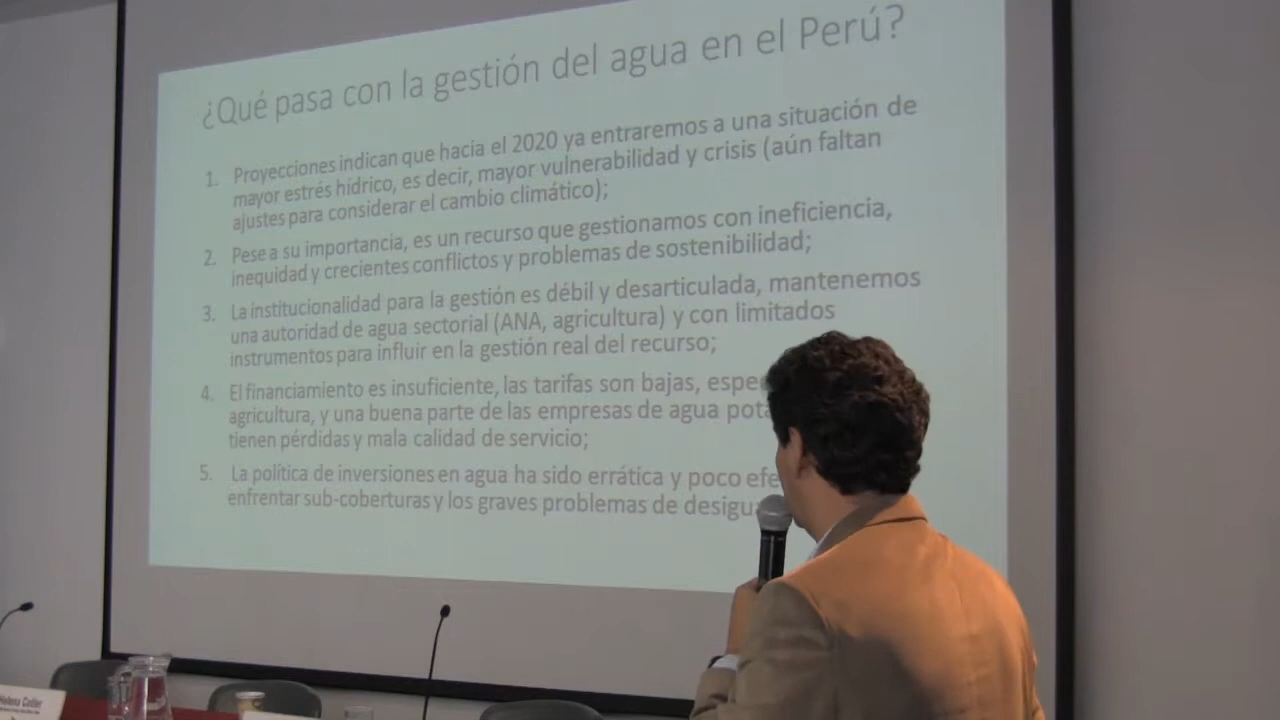 ¿Qué pasa con la gestión del agua en el Perú?
1. Proyecciones indican que hacia el 2020 ya entraremos a una situación de
mayor estrés hídrico, es decir, mayor vulnerabilidad y crisis (aún faltan
ajustes para considerar el cambio climático);
2. Pese a su importancia, es un recurso que gestionamos con ineficiencia,
inequidad y crecientes conflictos y problemas de sostenibilidad;
3. La institucionalidad para la gestión es débil y desarticulada, mantenemos
una autoridad de agua sectorial (ANA, agricultura) y con limitados
instrumentos para influir en la gestión real del recurso;
4. El financiamiento es insuficiente, las tarifas son bajas, espec
agricultura, y una buena parte de las empresas de agua pota
tienen pérdidas y mala calidad de servicio;
5. La política de inversiones en agua ha sido errática y poco efe
enfrentar sub-coberturas y los graves problemas de desigu
Helena Cotler